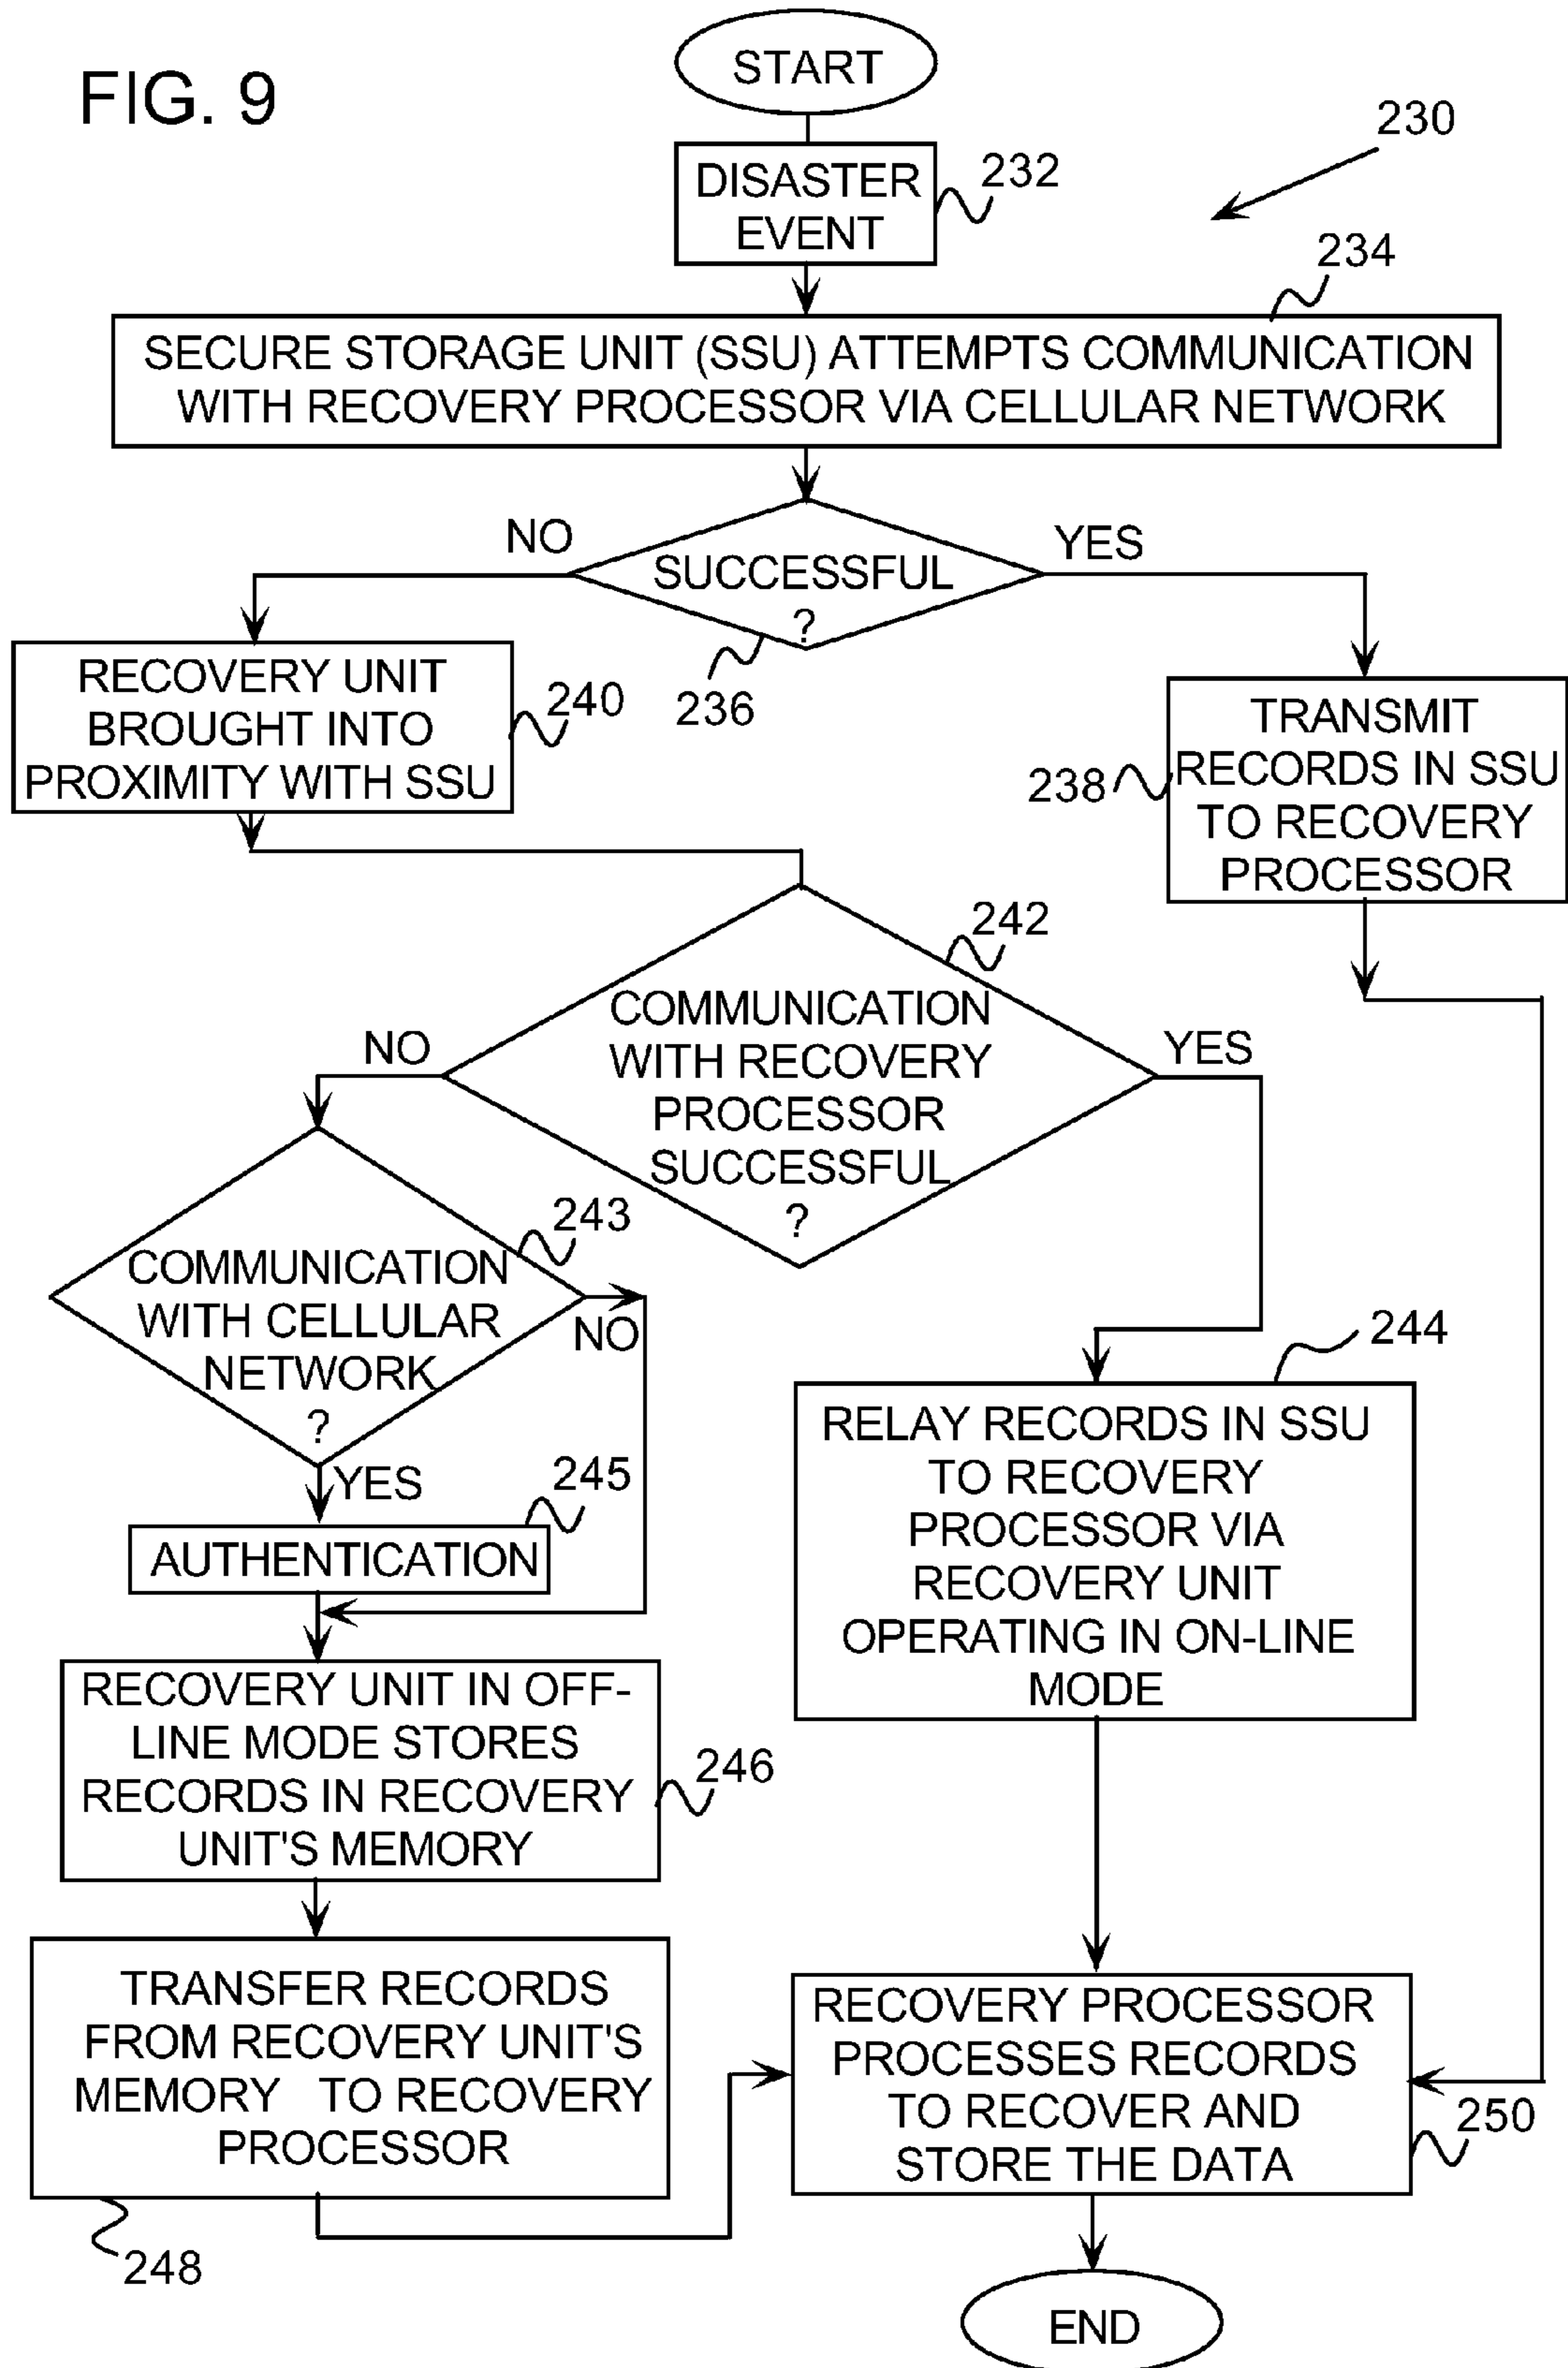 FIG. 9
START
230
DISASTER
EVENT
232
234
SECURE STORAGE UNIT (SSU) ATTEMPTS COMMUNICATION
WITH RECOVERY PROCESSOR VIA CELLULAR NETWORK
NO
YES
SUCCESSFUL
?
236
RECOVERY UNIT
BROUGHT INTO
PROXIMITY WITH SSU
240
TRANSMIT
RECORDS IN SSU
TO RECOVERY
PROCESSOR
238
242
COMMUNICATION
WITH RECOVERY
PROCESSOR
SUCCESSFUL
?
NO
YES
243
COMMUNICATION
WITH CELLULAR
NETWORK
?
NO
YES
244
RELAY RECORDS IN SSU
TO RECOVERY
PROCESSOR VIA
RECOVERY UNIT
OPERATING IN ON-LINE
MODE
245
AUTHENTICATION
RECOVERY UNIT IN OFF-
LINE MODE STORES
RECORDS IN RECOVERY
UNIT'S MEMORY
246
TRANSFER RECORDS
FROM RECOVERY UNIT'S
MEMORY TO RECOVERY
PROCESSOR
248
RECOVERY PROCESSOR
PROCESSES RECORDS
TO RECOVER AND
STORE THE DATA
250
END